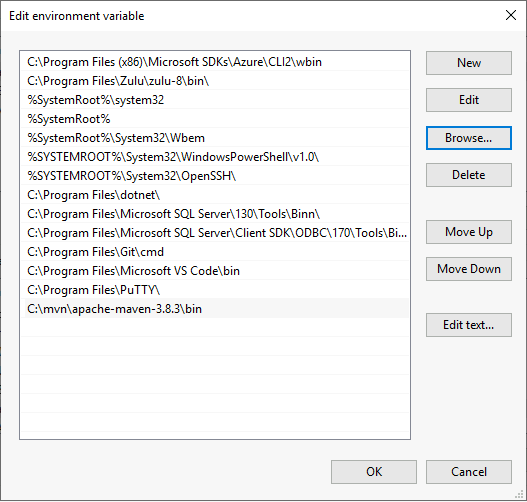 Edit environment variable
C:\Program Files (x86)\Microsoft SDKs\Azure\CLI2\wbin
New
C:\Program Files\Zulu\zulu-8\bin\
%SystemRoot%\system32
Edit
%SystemRoot%
%SystemRoot%\System32\Wbem
Browse...
%SYSTEMROOT%\System32\WindowsPowerShell\v1.0\
%SYSTEMROOT%\System32\OpenSSH\
Delete
C:\Program Files\dotnet\
C:\Program Files\Microsoft SQL Server\130\Tools\Binn\
C:\Program Files\Microsoft SQL Server\Client SDK\ODBC\170\Tools\Bi...
Move Up
C:\Program Files\Git\cmd
C:\Program Files\Microsoft VS Code\bin
Move Down
C:\Program Files\PuTTY\
C:\mvn\apache-maven-3.8.3\bin
Edit text...
OK
Cancel